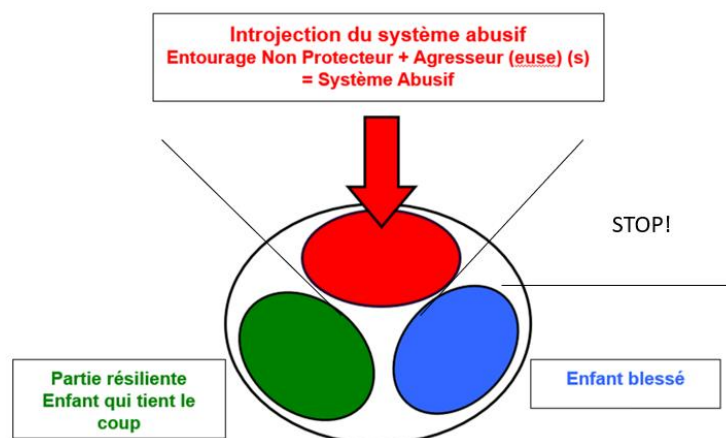 Introjection du système abusif
Entourage Non Protecteur + Agresseur (euse) (s)
= Système Abusif
STOP!
Partie résiliente
Enfant qui tient le
coup
Enfant blessé